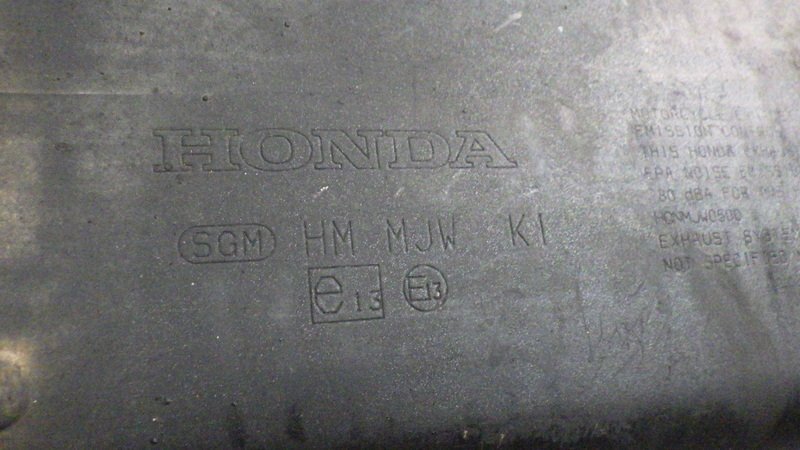 HONDA
SGM HM MJW K1
e13 E13
MOTORCYCLE
EMISSION
THIS HONDA
EPA NOISE
80 dBA FOR
EXHAUST SYSTEM
NOT SPECIFIED